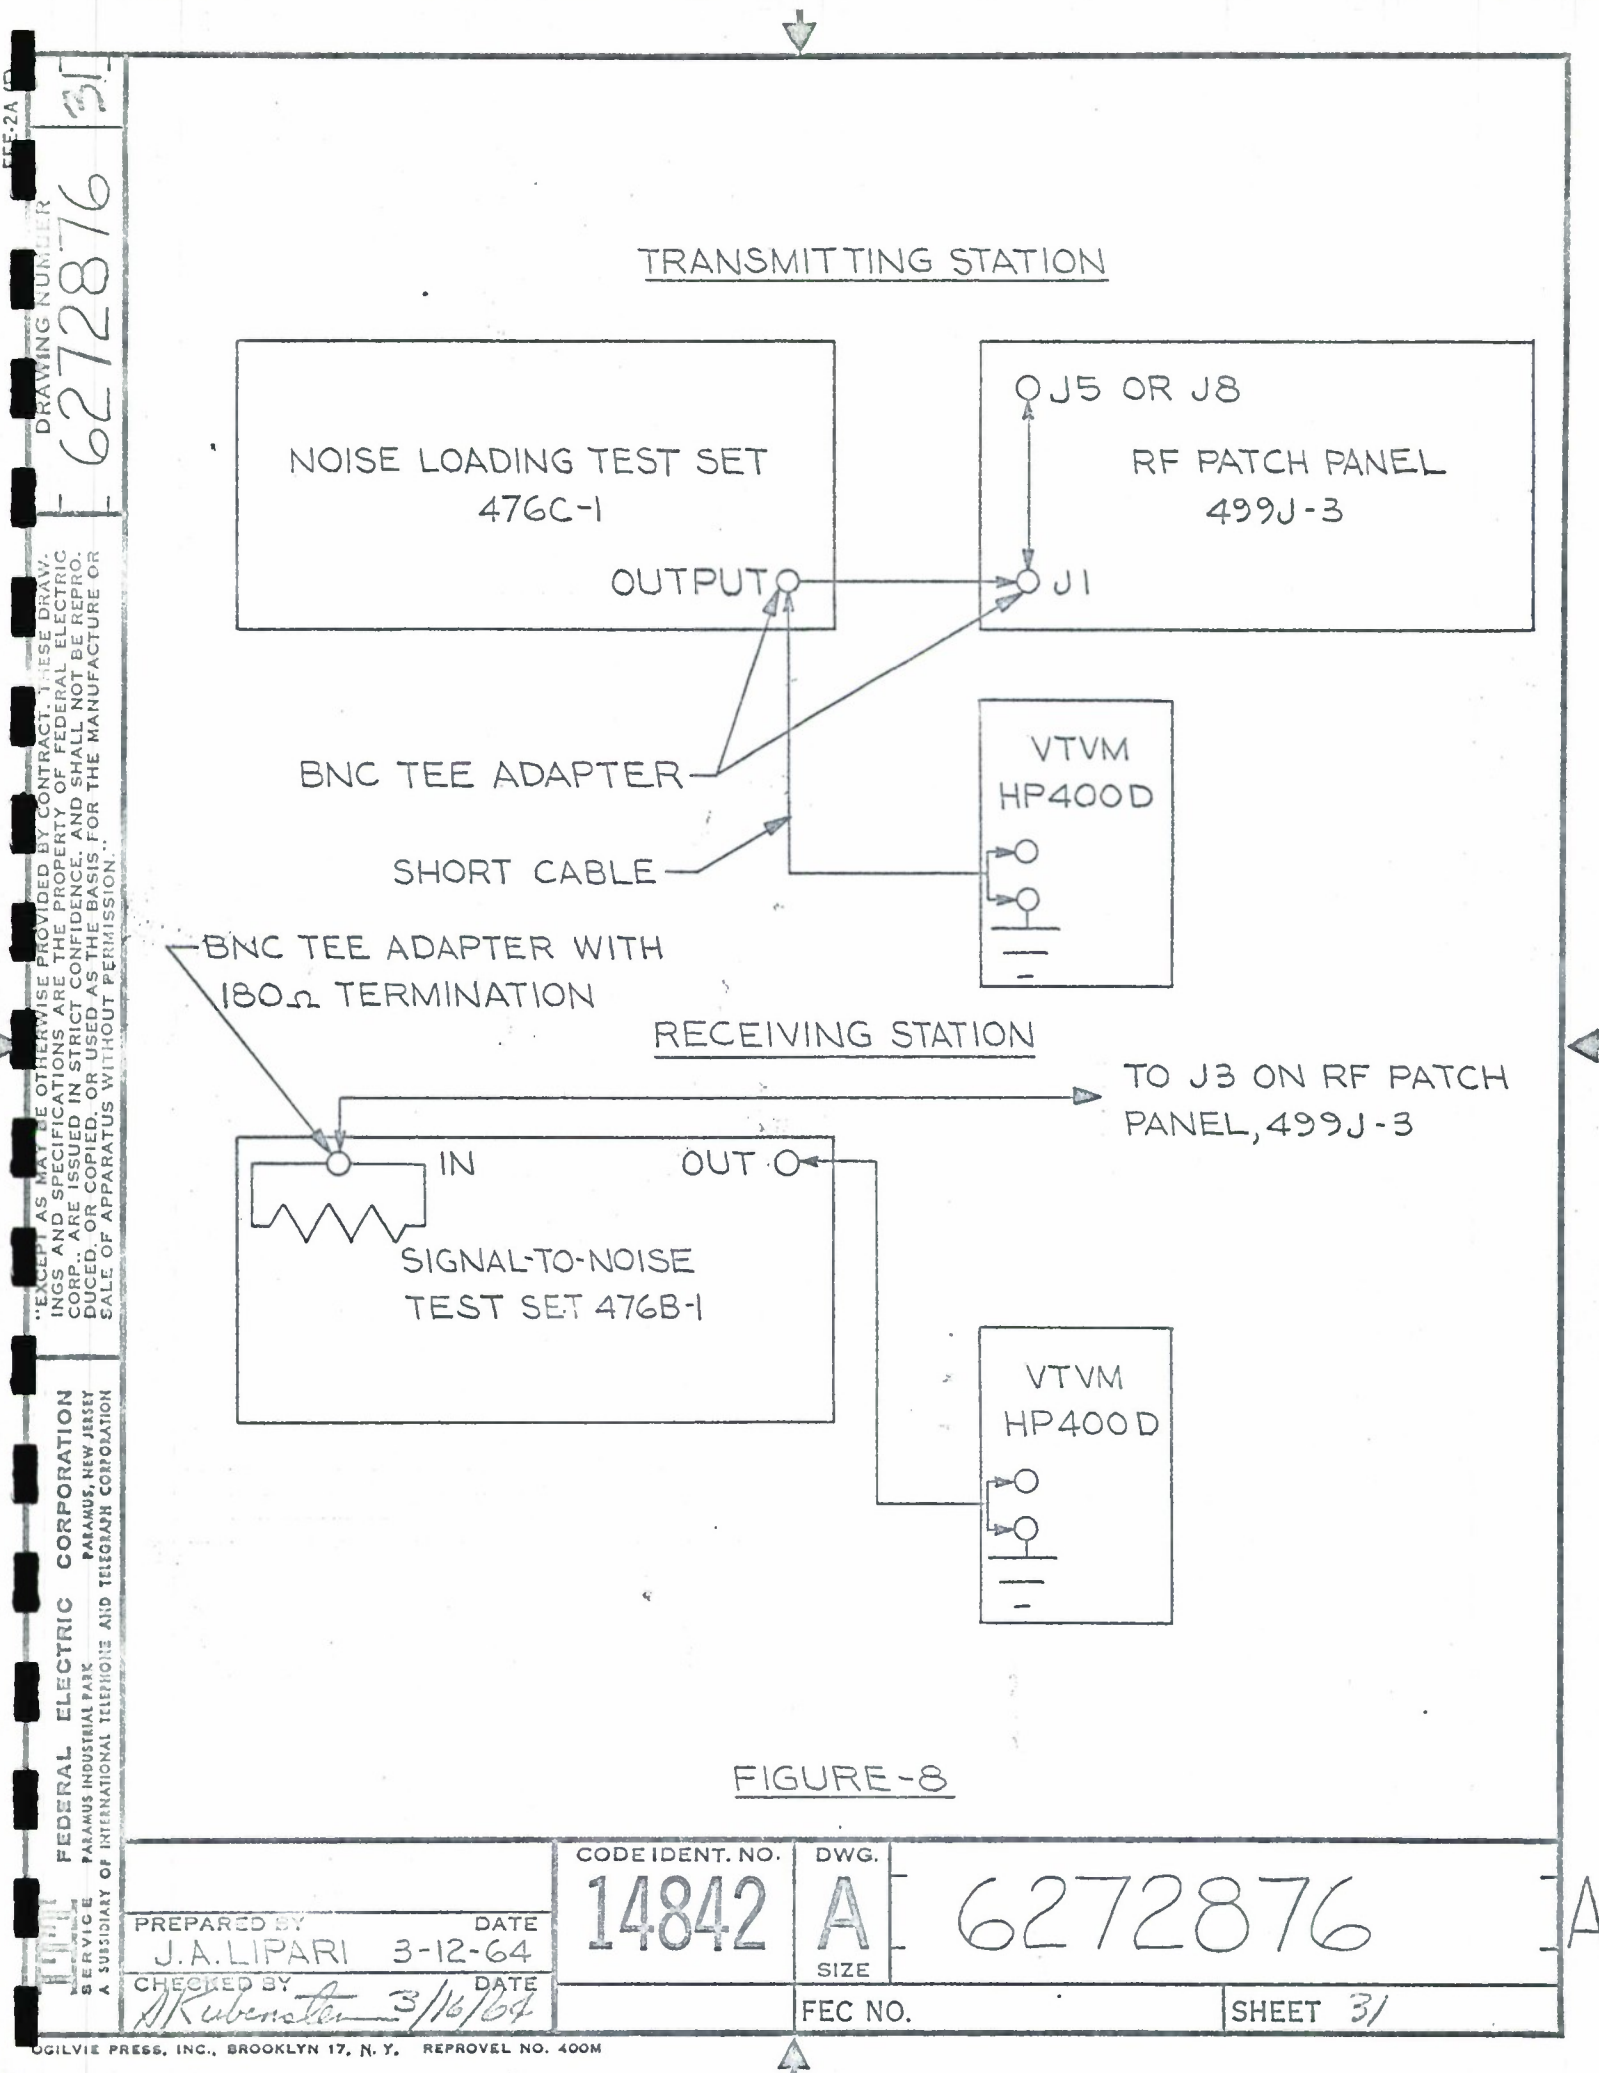 TRANSMITTING STATION
NOISE LOADING TEST SET
476C-1
OUTPUT
J5 OR J8
RF PATCH PANEL
499J-3
J1
BNC TEE ADAPTER
SHORT CABLE
VTVM
HP400D
BNC TEE ADAPTER WITH
180Ω TERMINATION
RECEIVING STATION
TO J3 ON RF PATCH
PANEL, 499J-3
IN
OUT
SIGNAL-TO-NOISE
TEST SET 476B-1
VTVM
HP400D
FIGURE-8
PREPARED BY DATE
J.A. LIPARI 3-12-64
CHECKED BY DATE
Rubenstein 3/16/64
CODE IDENT. NO.
14842
DWG.
A
SIZE
6272876
A
FEC NO.
SHEET 31
OGILVIE PRESS, INC., BROOKLYN 17, N. Y. REPROVEL NO. 400M
31
DRAWING NUMBER
6272876
"EXCEPT AS MAY BE OTHERWISE PROVIDED BY CONTRACT. THESE DRAW-
INGS AND SPECIFICATIONS ARE THE PROPERTY OF FEDERAL ELECTRIC
CORP.. ARE ISSUED IN STRICT CONFIDENCE. AND SHALL NOT BE REPRO.
DUCED. OR COPIED. OR USED AS THE BASIS FOR THE MANUFACTURE OR
SALE OF APPARATUS WITHOUT PERMISSION."
FEDERAL ELECTRIC CORPORATION
SERVICE PARAMUS INDUSTRIAL PARK PARAMUS, NEW JERSEY
A SUBSIDIARY OF INTERNATIONAL TELEPHONE AND TELEGRAPH CORPORATION